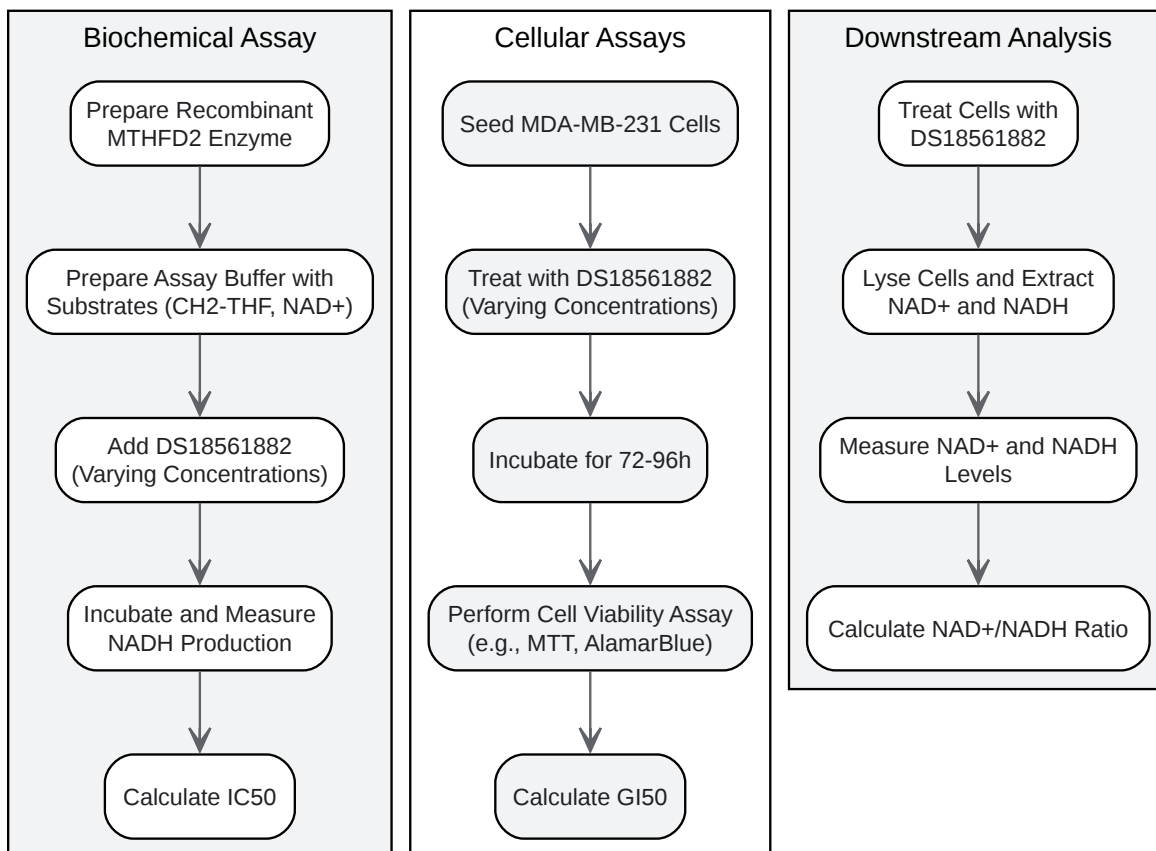 Biochemical Assay
Prepare Recombinant
MTHFD2 Enzyme
Prepare Assay Buffer with
Substrates (CH2-THF, NAD+)
Add DS18561882
(Varying Concentrations)
Incubate and Measure
NADH Production
Calculate IC50
Cellular Assays
Seed MDA-MB-231 Cells
Treat with DS18561882
(Varying Concentrations)
Incubate for 72-96h
Perform Cell Viability Assay
(e.g., MTT, AlamarBlue)
Calculate GI50
Downstream Analysis
Treat Cells with
DS18561882
Lyse Cells and Extract
NAD+ and NADH
Measure NAD+ and NADH
Levels
Calculate NAD+/NADH Ratio